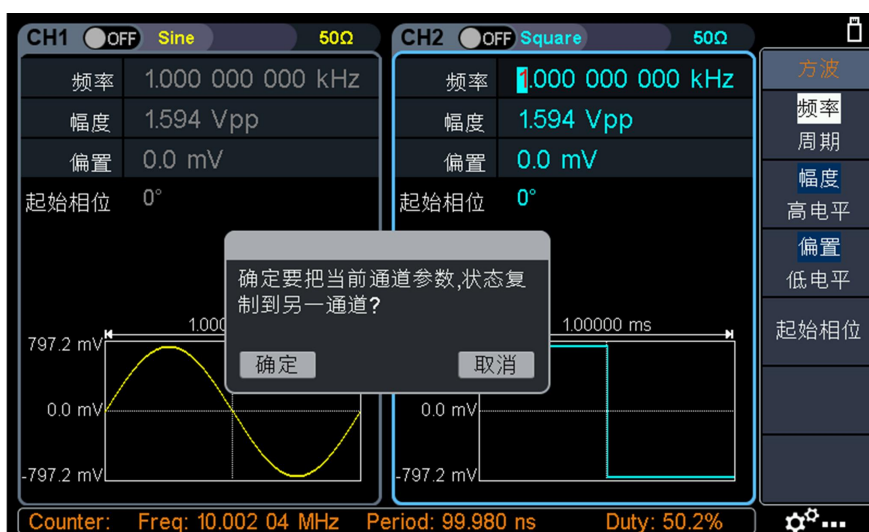 CH1 OFF Sine 50Ω
CH2 OFF Square 50Ω
频率 1.000 000 000 kHz
幅度 1.594 Vpp
偏置 0.0 mV
起始相位 0°
频率 1.000 000 000 kHz
幅度 1.594 Vpp
偏置 0.0 mV
起始相位 0°
方波
频率
周期
幅度
高电平
偏置
低电平
起始相位
确定要把当前通道参数,状态复
制到另一通道?
确定 取消
1.000
797.2 mV
0.0 mV
-797.2 mV
1.00000 ms
0.0 mV
-797.2 mV
Counter: Freq: 10.002 04 MHz Period: 99.980 ns Duty: 50.2%